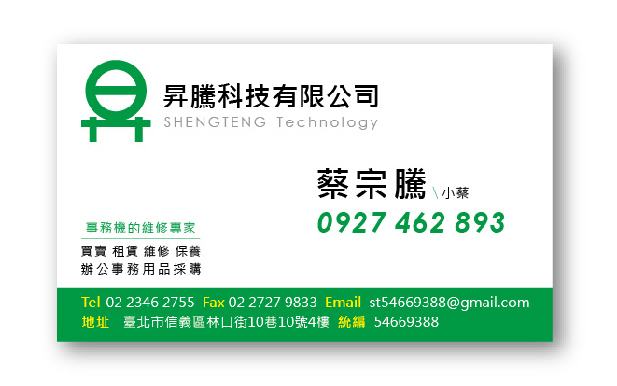 昇騰科技有限公司
SHENGTENG Technology
蔡宗騰 \ 小蔡
0927 462 893
事務機的維修專家
買賣 租賃 維修 保養
辦公事務用品採購
Tel 02 2346 2755 Fax 02 2727 9833 Email st54669388@gmail.com
地址 臺北市信義區林口街10巷10號4樓 統編 54669388